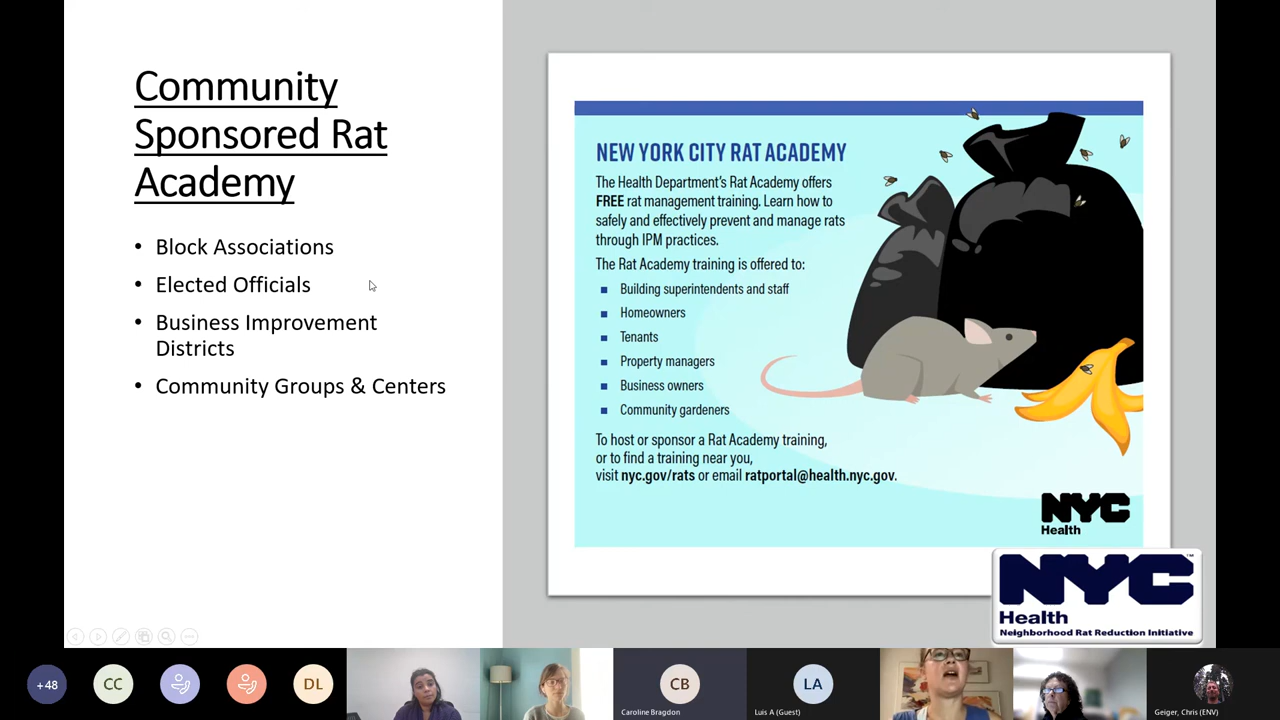 Community
Sponsored Rat
Academy
• Block Associations
• Elected Officials
• Business Improvement
Districts
• Community Groups & Centers
NEW YORK CITY RAT ACADEMY
The Health Department's Rat Academy offers
FREE rat management training. Learn how to
safely and effectively prevent and manage rats
through IPM practices.
The Rat Academy training is offered to:
■ Building superintendents and staff
■ Homeowners
■ Tenants
■ Property managers
■ Business owners
■ Community gardeners
To host or sponsor a Rat Academy training,
or to find a training near you,
visit nyc.gov/rats or email ratportal@health.nyc.gov.
NYC
Health
NYC™
Health
Neighborhood Rat Reduction Initiative
+48
CC
DL
CB
Caroline Bragdon
LA
Luis A (Guest)
Geiger, Chris (ENV)